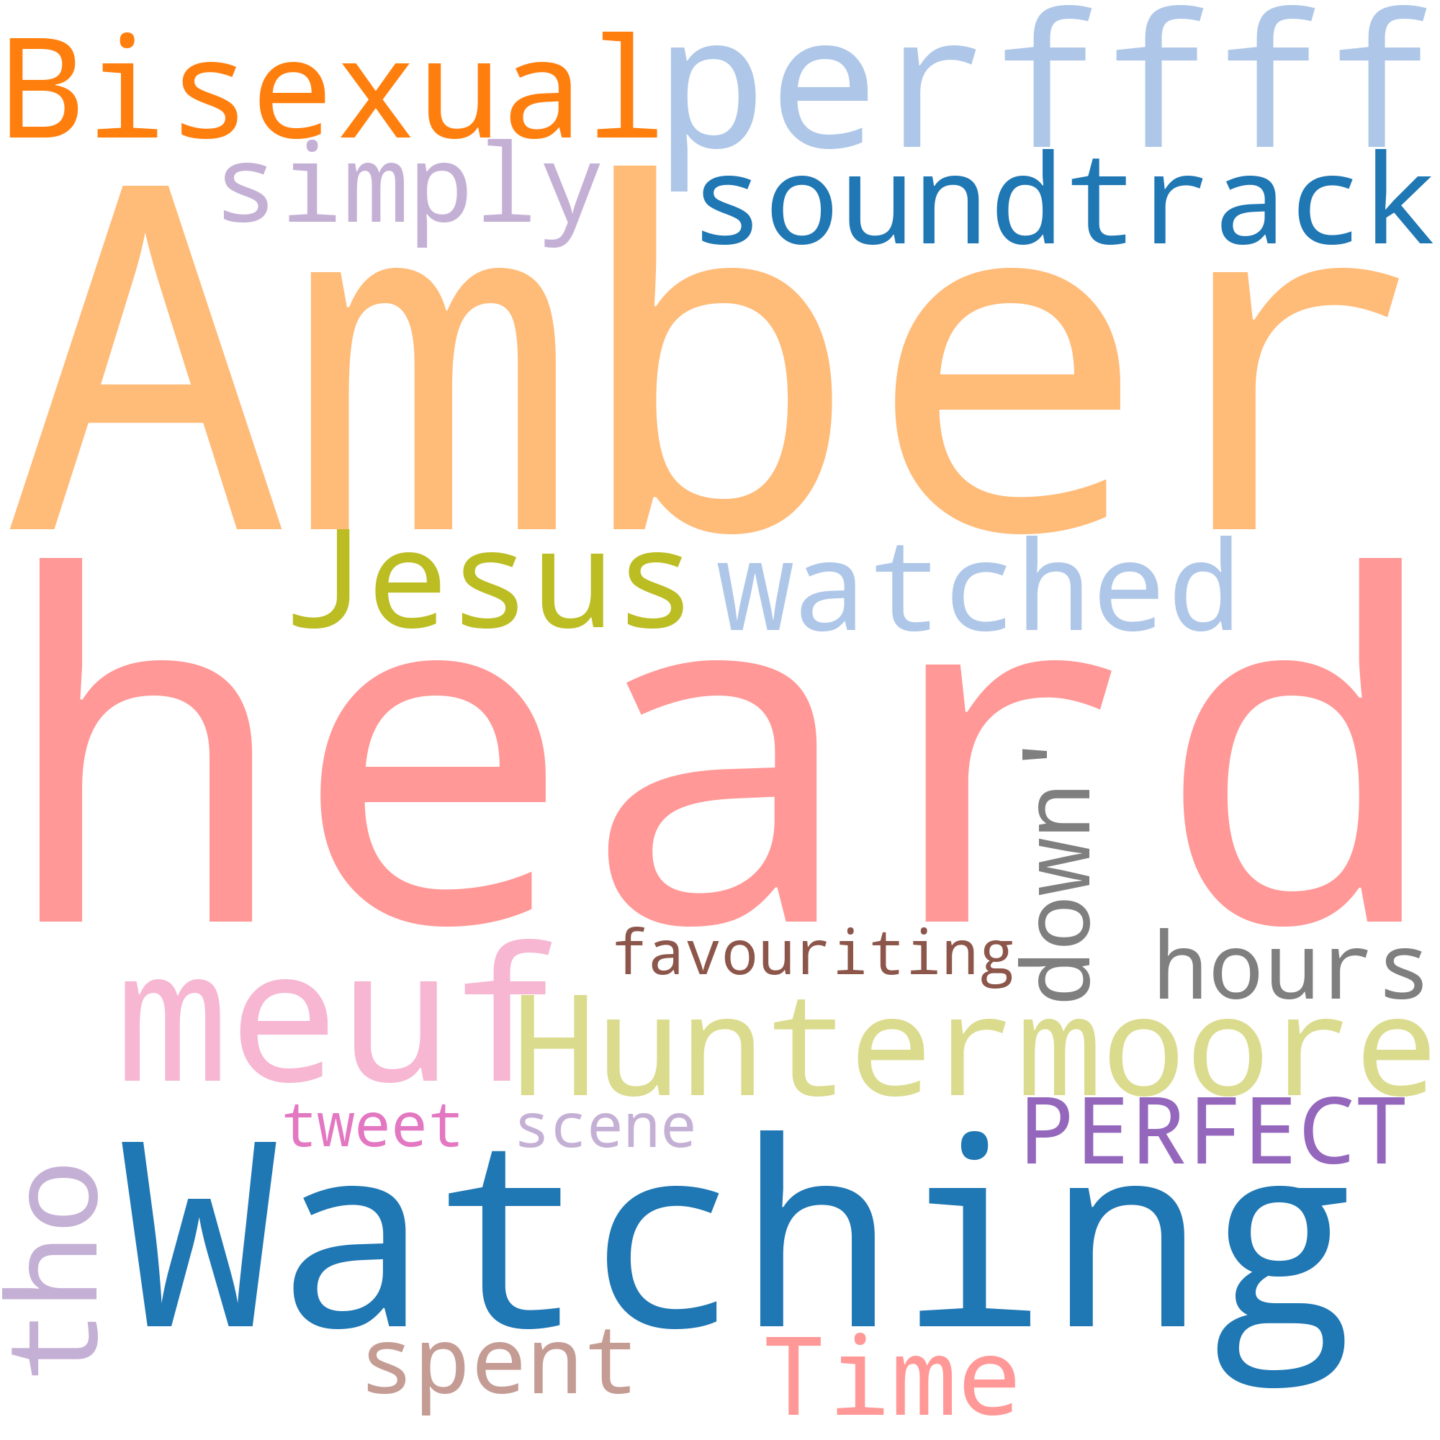 Bisexual perffff
simply soundtrack
Amber
Jesus watched
heard
down '
favouriting hours
meuf Huntermoore
tweet scene PERFECT
tho Watching
spent Time